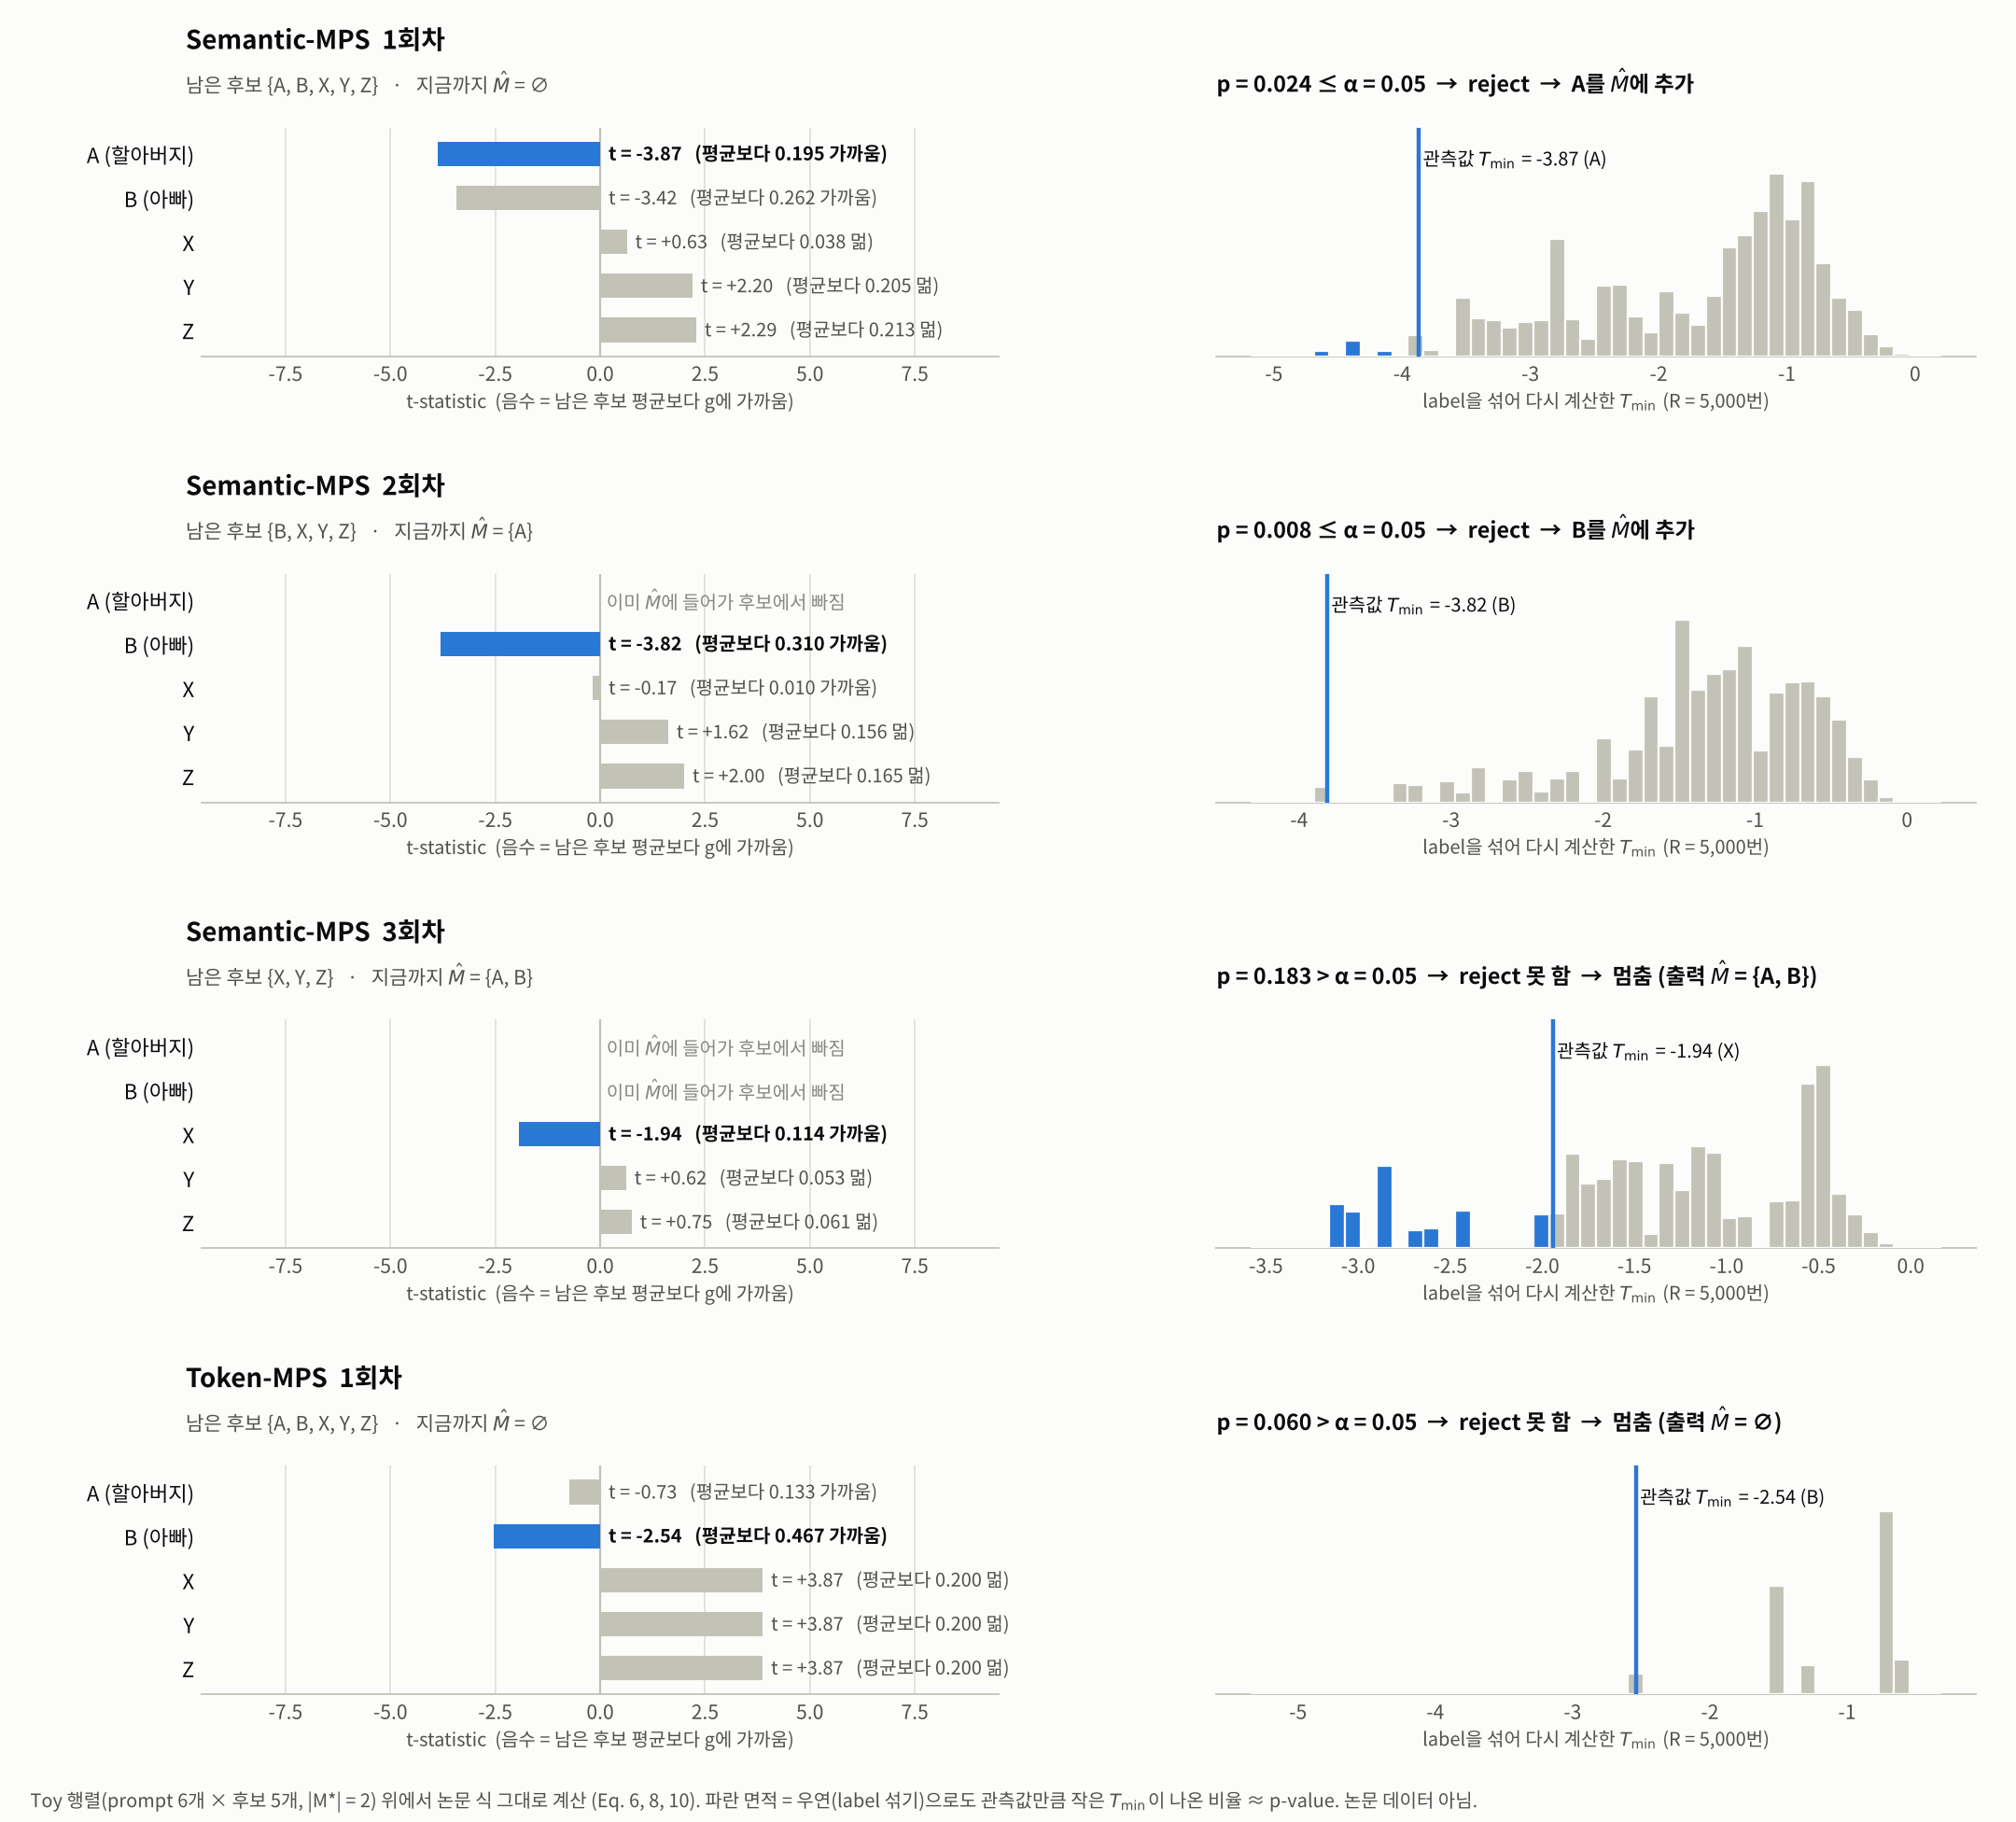 Semantic-MPS 1회차
남은 후보 {A, B, X, Y, Z} · 지금까지 M̂ = ∅
A (할아버지)
t = -3.87 (평균보다 0.195 가까움)
B (아빠)
t = -3.42 (평균보다 0.262 가까움)
X
t = +0.63 (평균보다 0.038 멂)
Y
t = +2.20 (평균보다 0.205 멂)
Z
t = +2.29 (평균보다 0.213 멂)
-7.5 -5.0 -2.5 0.0 2.5 5.0 7.5
t-statistic (음수 = 남은 후보 평균보다 g에 가까움)
p = 0.024 ≤ α = 0.05 → reject → A를 M̂에 추가
관측값 Tmin = -3.87 (A)
-5 -4 -3 -2 -1 0
label을 섞어 다시 계산한 Tmin (R = 5,000번)
Semantic-MPS 2회차
남은 후보 {B, X, Y, Z} · 지금까지 M̂ = {A}
A (할아버지)
이미 M̂에 들어가 후보에서 빠짐
B (아빠)
t = -3.82 (평균보다 0.310 가까움)
X
t = -0.17 (평균보다 0.010 가까움)
Y
t = +1.62 (평균보다 0.156 멂)
Z
t = +2.00 (평균보다 0.165 멂)
-7.5 -5.0 -2.5 0.0 2.5 5.0 7.5
t-statistic (음수 = 남은 후보 평균보다 g에 가까움)
p = 0.008 ≤ α = 0.05 → reject → B를 M̂에 추가
관측값 Tmin = -3.82 (B)
-4 -3 -2 -1 0
label을 섞어 다시 계산한 Tmin (R = 5,000번)
Semantic-MPS 3회차
남은 후보 {X, Y, Z} · 지금까지 M̂ = {A, B}
A (할아버지)
이미 M̂에 들어가 후보에서 빠짐
B (아빠)
이미 M̂에 들어가 후보에서 빠짐
X
t = -1.94 (평균보다 0.114 가까움)
Y
t = +0.62 (평균보다 0.053 멂)
Z
t = +0.75 (평균보다 0.061 멂)
-7.5 -5.0 -2.5 0.0 2.5 5.0 7.5
t-statistic (음수 = 남은 후보 평균보다 g에 가까움)
p = 0.183 > α = 0.05 → reject 못 함 → 멈춤 (출력 M̂ = {A, B})
관측값 Tmin = -1.94 (X)
-3.5 -3.0 -2.5 -2.0 -1.5 -1.0 -0.5 0.0
label을 섞어 다시 계산한 Tmin (R = 5,000번)
Token-MPS 1회차
남은 후보 {A, B, X, Y, Z} · 지금까지 M̂ = ∅
A (할아버지)
t = -0.73 (평균보다 0.133 가까움)
B (아빠)
t = -2.54 (평균보다 0.467 가까움)
X
t = +3.87 (평균보다 0.200 멂)
Y
t = +3.87 (평균보다 0.200 멂)
Z
t = +3.87 (평균보다 0.200 멂)
-7.5 -5.0 -2.5 0.0 2.5 5.0 7.5
t-statistic (음수 = 남은 후보 평균보다 g에 가까움)
p = 0.060 > α = 0.05 → reject 못 함 → 멈춤 (출력 M̂ = ∅)
관측값 Tmin = -2.54 (B)
-5 -4 -3 -2 -1
label을 섞어 다시 계산한 Tmin (R = 5,000번)
Toy 행렬(prompt 6개 × 후보 5개, |M*| = 2) 위에서 논문 식 그대로 계산 (Eq. 6, 8, 10). 파란 면적 = 우연(label 섞기)으로도 관측값만큼 작은 Tmin이 나온 비율 ≈ p-value. 논문 데이터 아님.